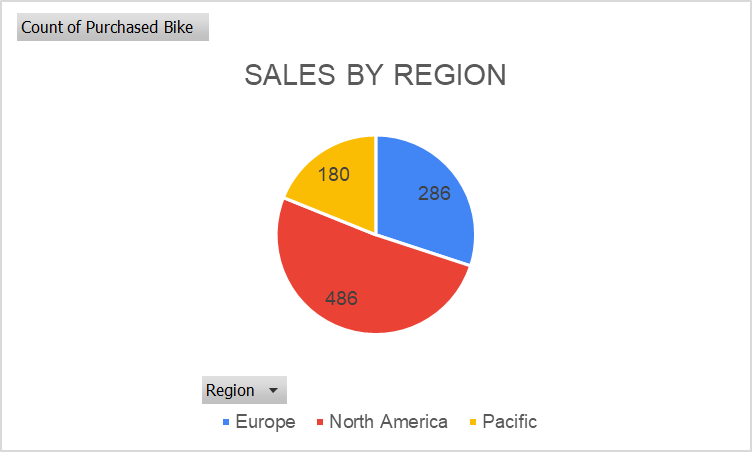 Count of Purchased Bike
SALES BY REGION
180
286
486
Region
Europe North America Pacific